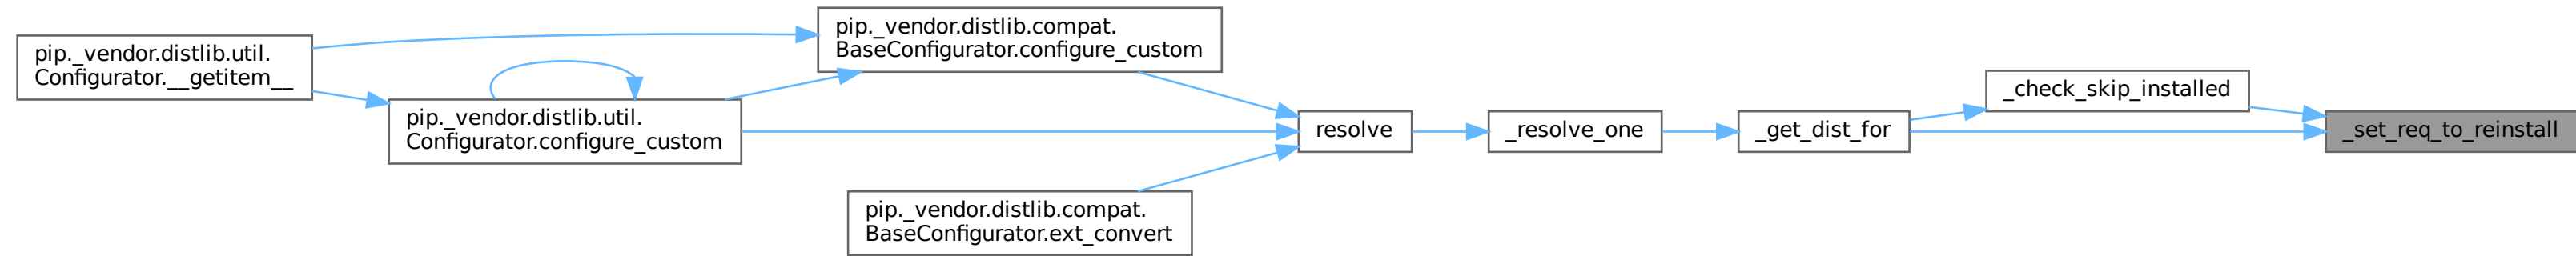 pip._vendor.distlib.util.
Configurator.__getitem__
pip._vendor.distlib.util.
Configurator.configure_custom
pip._vendor.distlib.compat.
BaseConfigurator.configure_custom
pip._vendor.distlib.compat.
BaseConfigurator.ext_convert
resolve
_resolve_one
_get_dist_for
_check_skip_installed
_set_req_to_reinstall